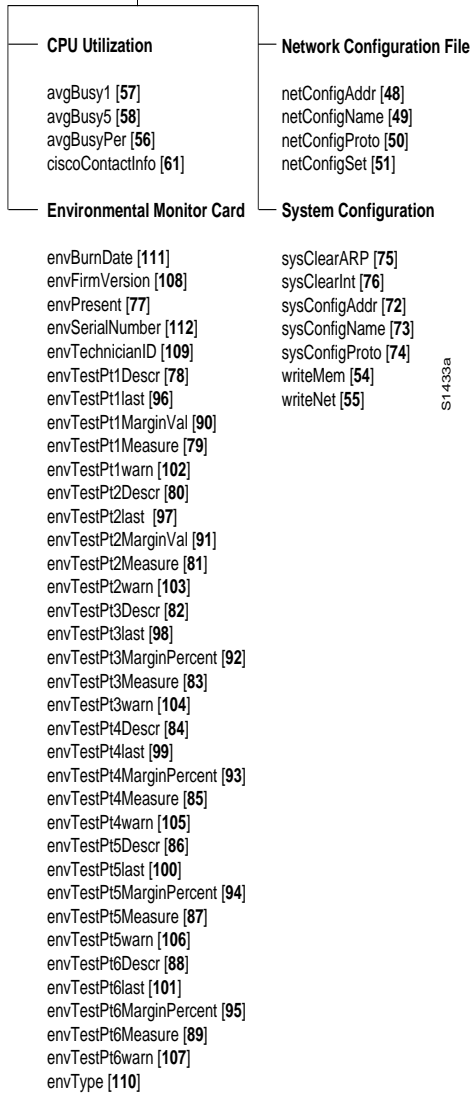 CPU Utilization
avgBusy1 [57]
avgBusy5 [58]
avgBusyPer [56]
ciscoContactInfo [61]
Environmental Monitor Card
envBurnDate [111]
envFirmVersion [108]
envPresent [77]
envSerialNumber [112]
envTechnicianID [109]
envTestPt1Descr [78]
envTestPt1last [96]
envTestPt1MarginVal [90]
envTestPt1Measure [79]
envTestPt1warn [102]
envTestPt2Descr [80]
envTestPt2last [97]
envTestPt2MarginVal [91]
envTestPt2Measure [81]
envTestPt2warn [103]
envTestPt3Descr [82]
envTestPt3last [98]
envTestPt3MarginPercent [92]
envTestPt3Measure [83]
envTestPt3warn [104]
envTestPt4Descr [84]
envTestPt4last [99]
envTestPt4MarginPercent [93]
envTestPt4Measure [85]
envTestPt4warn [105]
envTestPt5Descr [86]
envTestPt5last [100]
envTestPt5MarginPercent [94]
envTestPt5Measure [87]
envTestPt5warn [106]
envTestPt6Descr [88]
envTestPt6last [101]
envTestPt6MarginPercent [95]
envTestPt6Measure [89]
envTestPt6warn [107]
envType [110]
Network Configuration File
netConfigAddr [48]
netConfigName [49]
netConfigProto [50]
netConfigSet [51]
System Configuration
sysClearARP [75]
sysClearInt [76]
sysConfigAddr [72]
sysConfigName [73]
sysConfigProto [74]
writeMem [54]
writeNet [55]
S1433a